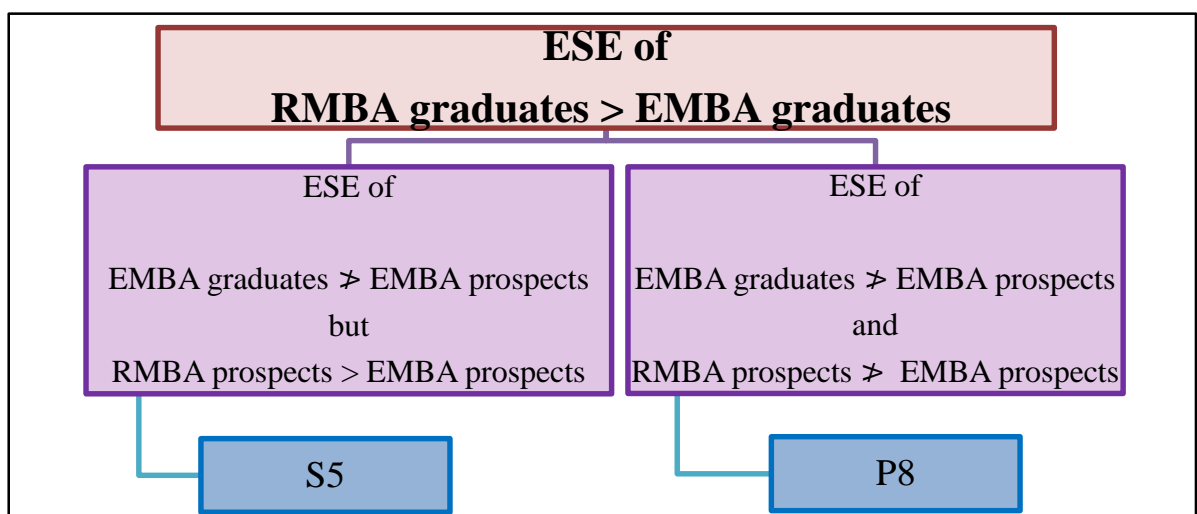 ESE of
RMBA graduates > EMBA graduates
ESE of
EMBA graduates ≯ EMBA prospects
but
RMBA prospects > EMBA prospects
ESE of
EMBA graduates ≯ EMBA prospects
and
RMBA prospects ≯ EMBA prospects
S5
P8